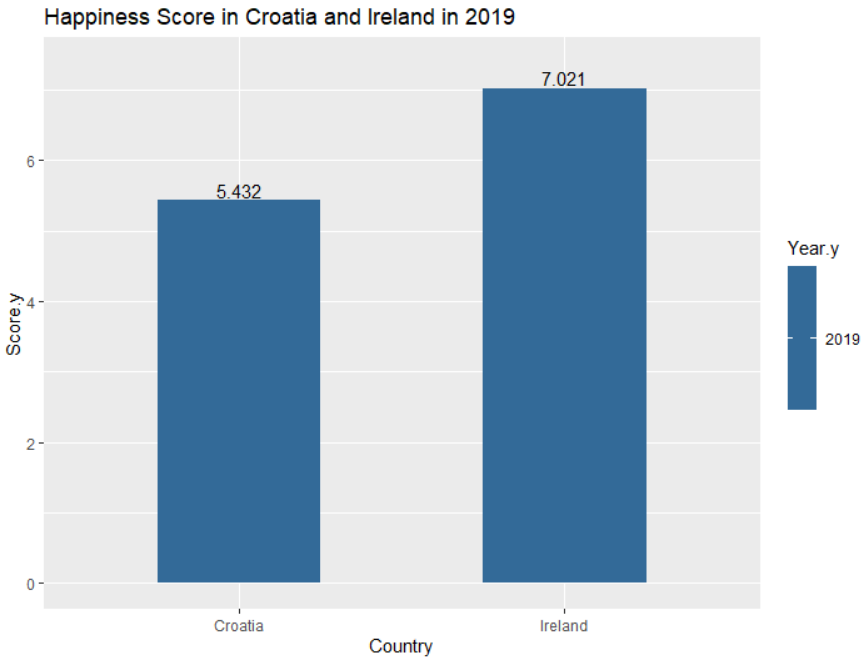 Happiness Score in Croatia and Ireland in 2019
7.021
5.432
6
4
2
0
Score.y
Croatia
Ireland
Country
Year.y
2019